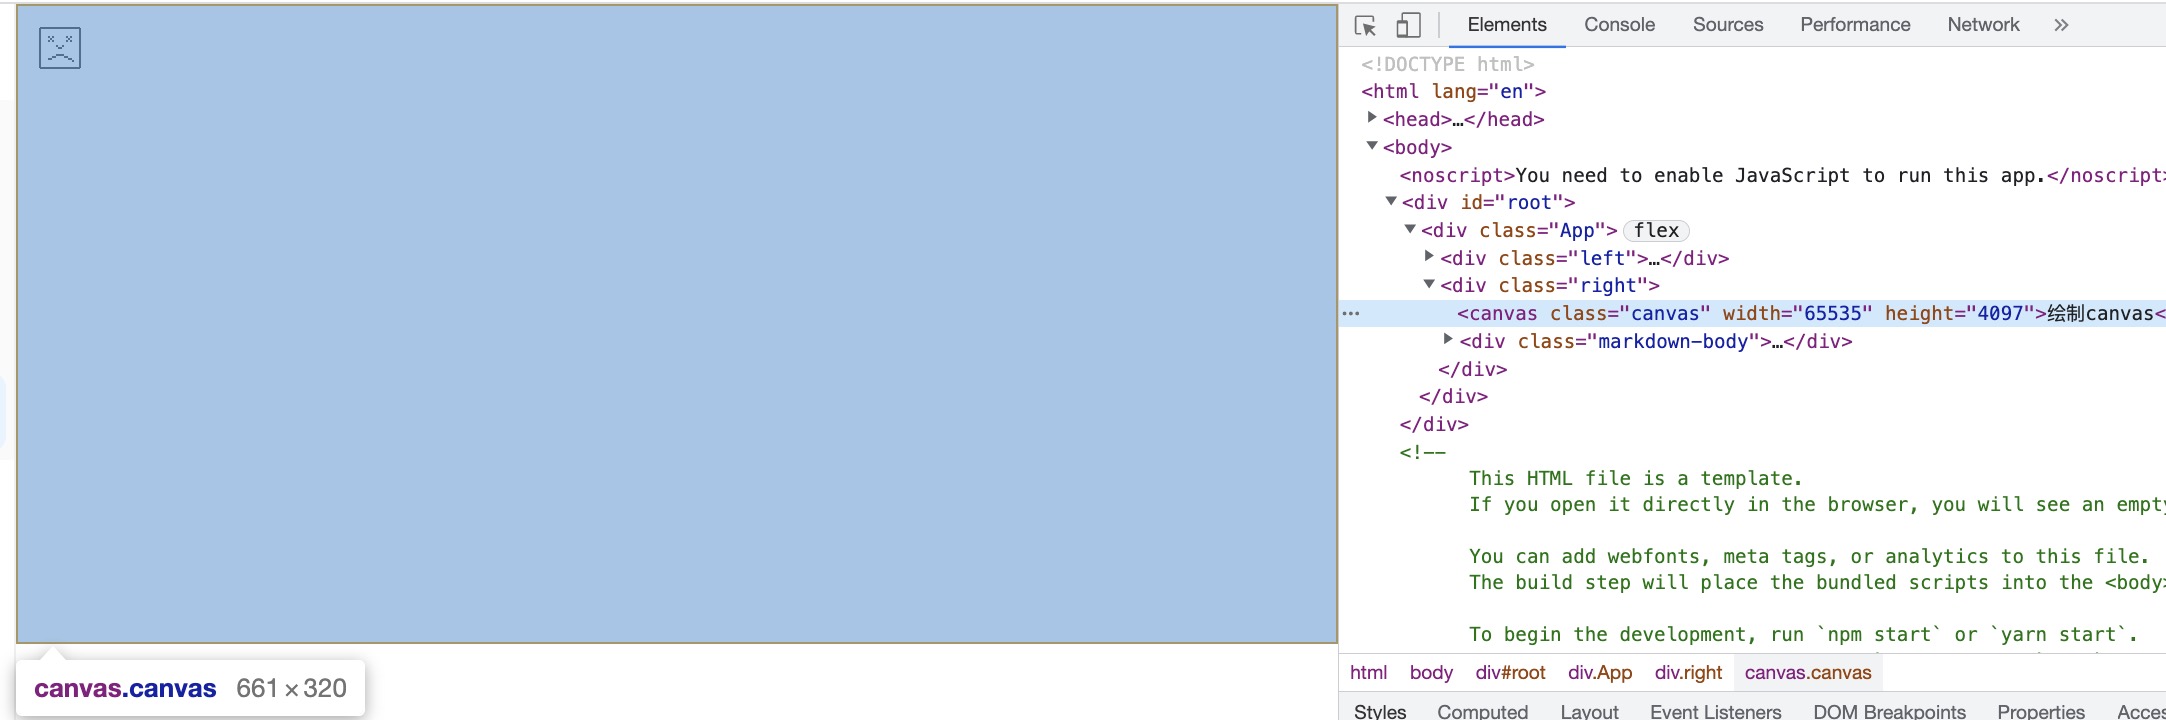 Elements Console Sources Performance Network
<!DOCTYPE html>
<html lang="en">
<head>…</head>
<body>
<noscript>You need to enable JavaScript to run this app.</noscript>
<div id="root">
<div class="App"> flex
<div class="left">…</div>
<div class="right">
<canvas class="canvas" width="65535" height="4097">绘制canvas<
<div class="markdown-body">…</div>
</div>
</div>
</div>
<!--
This HTML file is a template.
If you open it directly in the browser, you will see an empty
You can add webfonts, meta tags, or analytics to this file.
The build step will place the bundled scripts into the <body>
To begin the development, run `npm start` or `yarn start`.
html body div#root div.App div.right canvas.canvas
canvas.canvas 661×320
Styles Computed Layout Event Listeners DOM Breakpoints Properties Acces